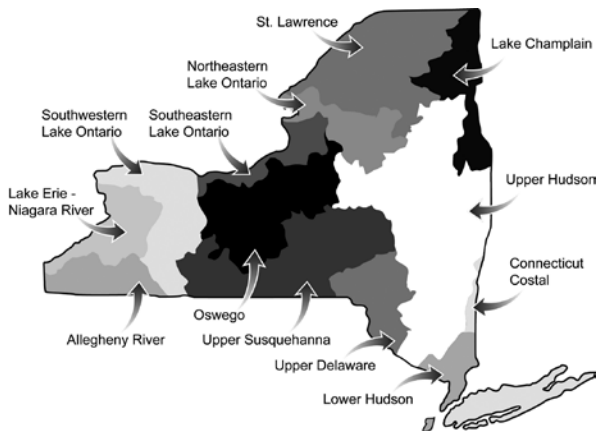 St. Lawrence
Lake Champlain
Northeastern
Lake Ontario
Southwestern
Lake Ontario
Southeastern
Lake Ontario
Lake Erie -
Niagara River
Upper Hudson
Connecticut
Costal
Oswego
Allegheny River
Upper Susquehanna
Upper Delaware
Lower Hudson